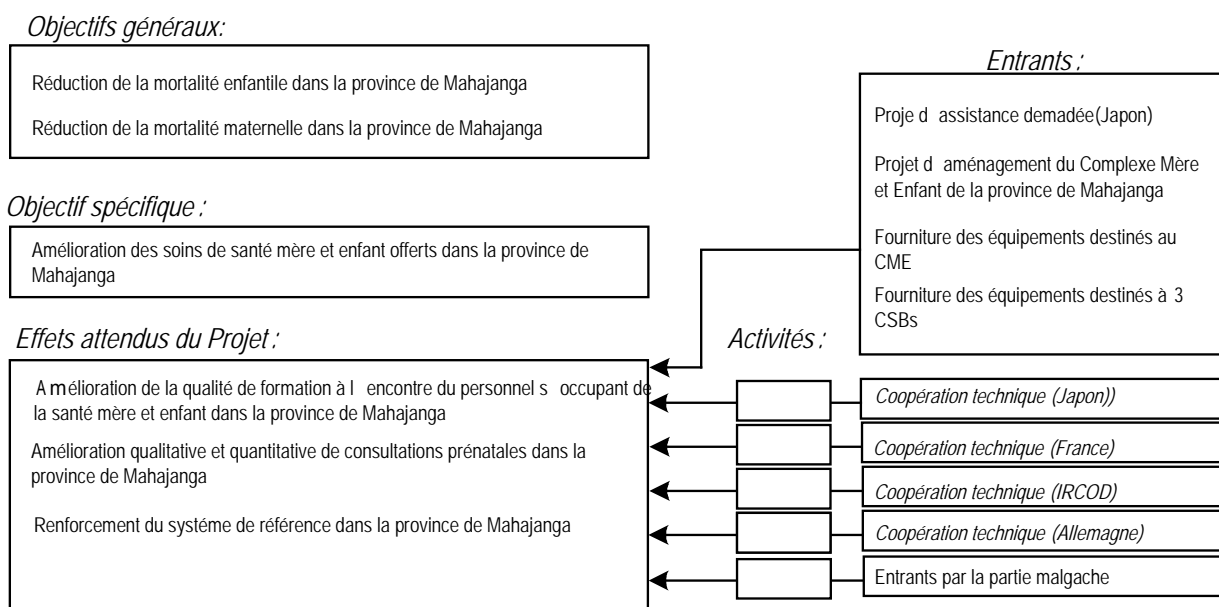 Objectifs généraux:
Réduction de la mortalité enfantile dans la province de Mahajanga
Réduction de la mortalité maternelle dans la province de Mahajanga
Objectif spécifique :
Amélioration des soins de santé mère et enfant offerts dans la province de
Mahajanga
Effets attendus du Projet :
A mélioration de la qualité de formation à l encontre du personnel s occupant de
la santé mère et enfant dans la province de Mahajanga
Amélioration qualitative et quantitative de consultations prénatales dans la
province de Mahajanga
Renforcement du systéme de référence dans la province de Mahajanga
Activités :
Entrants :
Proje d assistance demadée(Japon)
Projet d aménagement du Complexe Mère
et Enfant de la province de Mahajanga
Fourniture des équipements destinés au
CME
Fourniture des équipements destinés à 3
CSBs
Coopération technique (Japon))
Coopération technique (France)
Coopération technique (IRCOD)
Coopération technique (Allemagne)
Entrants par la partie malgache